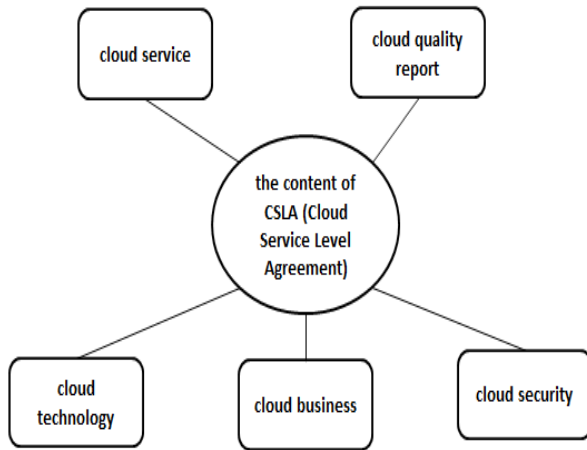 cloud service
cloud quality
report
the content of
CSLA (Cloud
Service Level
Agreement)
cloud
technology
cloud business
cloud security